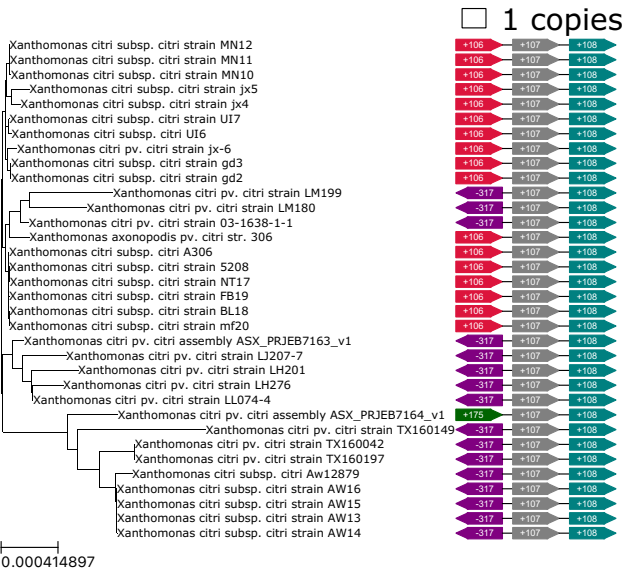 1 copies
Xanthomonas citri subsp. citri strain MN12 +106 +107 +108
Xanthomonas citri subsp. citri strain MN11 +106 +107 +108
Xanthomonas citri subsp. citri strain MN10 +106 +107 +108
Xanthomonas citri subsp. citri strain jx5 +106 +107 +108
Xanthomonas citri subsp. citri strain jx4 +106 +107 +108
Xanthomonas citri subsp. citri strain UI7 +106 +107 +108
Xanthomonas citri subsp. citri UI6 +106 +107 +108
Xanthomonas citri pv. citri strain jx-6 +106 +107 +108
Xanthomonas citri subsp. citri strain gd3 +106 +107 +108
Xanthomonas citri subsp. citri strain gd2 +106 +107 +108
Xanthomonas citri pv. citri strain LM199 -317 +107 +108
Xanthomonas citri pv. citri strain LM180 -317 +107 +108
Xanthomonas citri pv. citri strain 03-1638-1-1 -317 +107 +108
Xanthomonas axonopodis pv. citri str. 306 +106 +107 +108
Xanthomonas citri subsp. citri A306 +106 +107 +108
Xanthomonas citri subsp. citri strain 5208 +106 +107 +108
Xanthomonas citri subsp. citri strain NT17 +106 +107 +108
Xanthomonas citri subsp. citri strain FB19 +106 +107 +108
Xanthomonas citri subsp. citri strain BL18 +106 +107 +108
Xanthomonas citri subsp. citri strain mf20 +106 +107 +108
Xanthomonas citri pv. citri assembly ASX_PRJEB7163_v1 -317 +107 +108
Xanthomonas citri pv. citri strain LJ207-7 -317 +107 +108
Xanthomonas citri pv. citri strain LH201 -317 +107 +108
Xanthomonas citri pv. citri strain LH276 -317 +107 +108
Xanthomonas citri pv. citri strain LL074-4 -317 +107 +108
Xanthomonas citri pv. citri assembly ASX_PRJEB7164_v1 +175 +107 +108
Xanthomonas citri pv. citri strain TX160149 -317 +107 +108
Xanthomonas citri pv. citri strain TX160042 -317 +107 +108
Xanthomonas citri pv. citri strain TX160197 -317 +107 +108
Xanthomonas citri subsp. citri Aw12879 -317 +107 +108
Xanthomonas citri subsp. citri strain AW16 -317 +107 +108
Xanthomonas citri subsp. citri strain AW15 -317 +107 +108
Xanthomonas citri subsp. citri strain AW13 -317 +107 +108
Xanthomonas citri subsp. citri strain AW14 -317 +107 +108
0.000414897